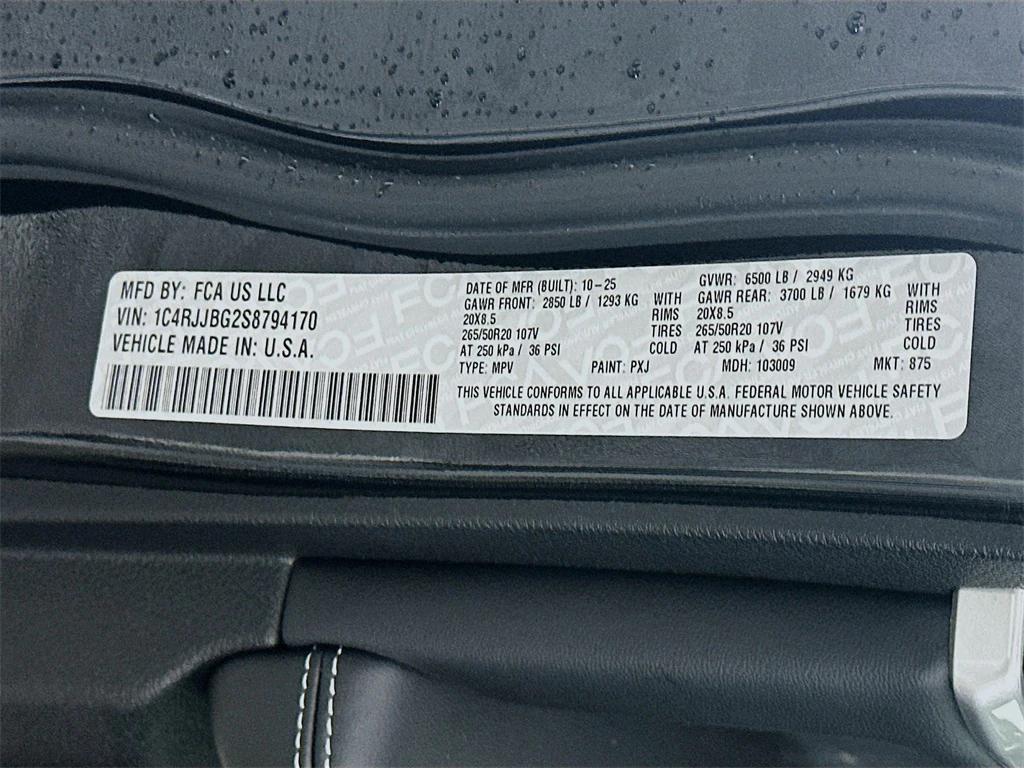 MFD BY: FCA US LLC
VIN: 1C4RJJBG2S8794170
VEHICLE MADE IN: U.S.A.
DATE OF MFR (BUILT): 10-25
GAWR FRONT: 2850 LB / 1293 KG WITH
20X8.5 RIMS
265/50R20 107V TIRES
AT 250 kPa / 36 PSI COLD
TYPE: MPV PAINT: PXJ
GVWR: 6500 LB / 2949 KG
GAWR REAR: 3700 LB / 1679 KG WITH
20X8.5 RIMS
265/50R20 107V TIRES
AT 250 kPa / 36 PSI COLD
MDH: 103009 MKT: 875
THIS VEHICLE CONFORMS TO ALL APPLICABLE U.S.A. FEDERAL MOTOR VEHICLE SAFETY
STANDARDS IN EFFECT ON THE DATE OF MANUFACTURE SHOWN ABOVE.